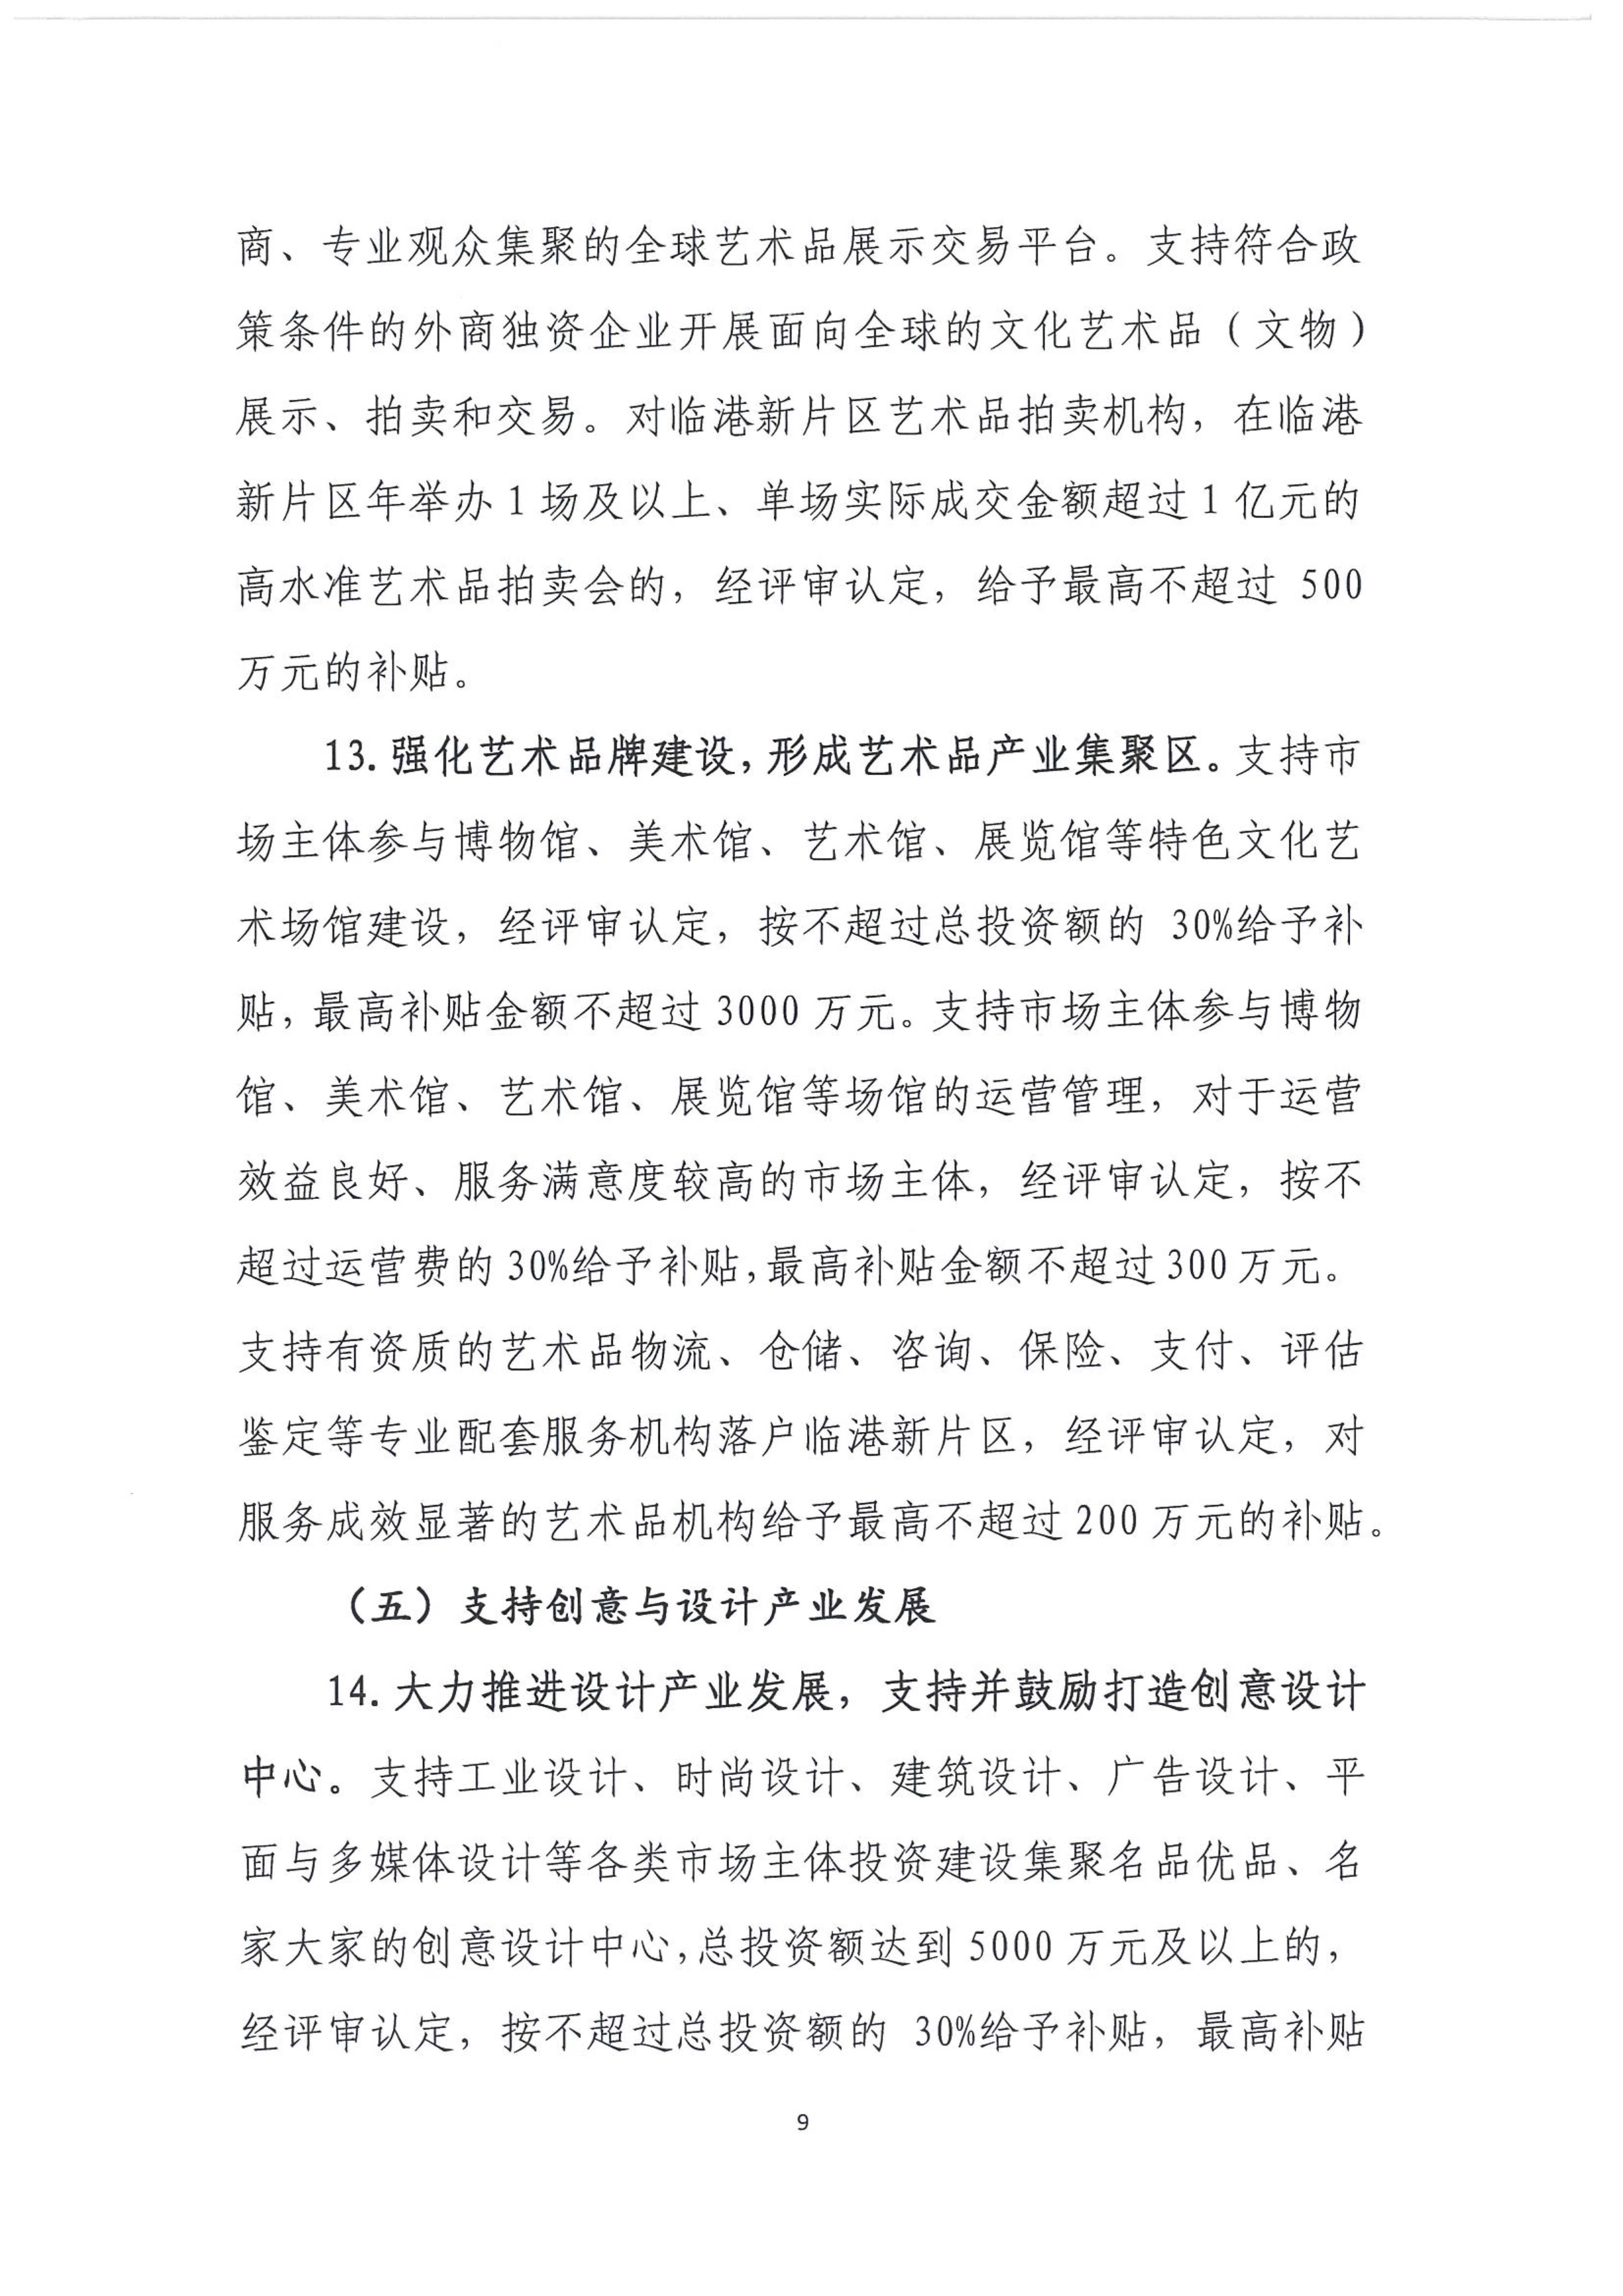 商、专业观众集聚的全球艺术品展示交易平台。支持符合政
策条件的外商独资企业开展面向全球的文化艺术品（文物）
展示、拍卖和交易。对临港新片区艺术品拍卖机构，在临港
新片区年举办 1 场及以上、单场实际成交金额超过 1 亿元的
高水准艺术品拍卖会的，经评审认定，给予最高不超过 500
万元的补贴。
13. 强化艺术品牌建设，形成艺术品产业集聚区。支持市
场主体参与博物馆、美术馆、艺术馆、展览馆等特色文化艺
术场馆建设，经评审认定，按不超过总投资额的 30%给予补
贴，最高补贴金额不超过 3000 万元。支持市场主体参与博物
馆、美术馆、艺术馆、展览馆等场馆的运营管理，对于运营
效益良好、服务满意度较高的市场主体，经评审认定，按不
超过运营费的 30%给予补贴，最高补贴金额不超过 300 万元。
支持有资质的艺术品物流、仓储、咨询、保险、支付、评估
鉴定等专业配套服务机构落户临港新片区，经评审认定，对
服务成效显著的艺术品机构给予最高不超过 200 万元的补贴。
（五）支持创意与设计产业发展
14. 大力推进设计产业发展，支持并鼓励打造创意设计
中心。支持工业设计、时尚设计、建筑设计、广告设计、平
面与多媒体设计等各类市场主体投资建设集聚名品优品、名
家大家的创意设计中心，总投资额达到 5000 万元及以上的，
经评审认定，按不超过总投资额的 30%给予补贴，最高补贴
9